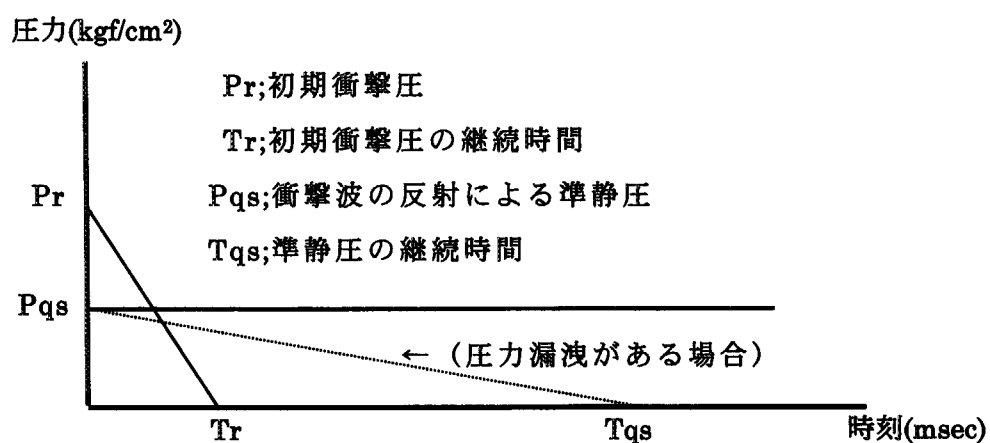 圧力(kgf/cm²)
Pr;初期衝撃圧
Tr;初期衝撃圧の継続時間
Pr
Pqs;衝撃波の反射による準静圧
Tqs;準静圧の継続時間
Pqs
←（圧力漏洩がある場合）
Tr
Tqs
時刻(msec)